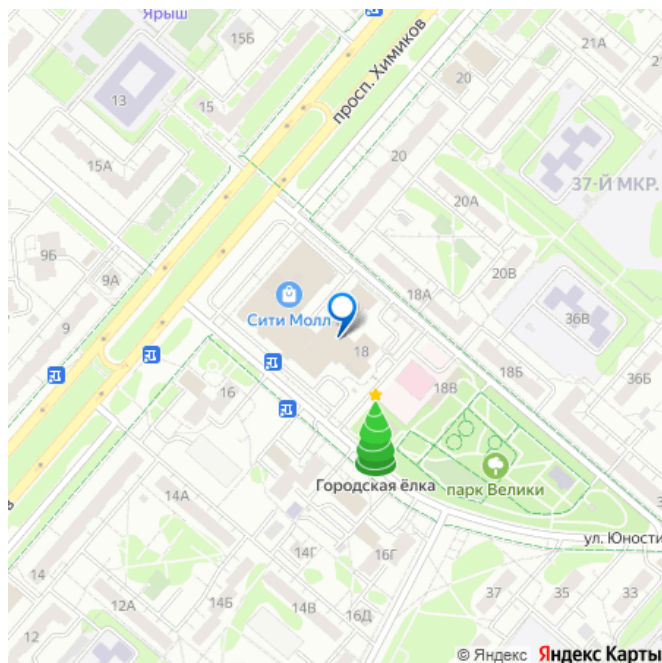 Ярыш
15Б
21А
13
15
просп. Химиков
20
15А
20
37-Й МКР.
20А
9Б
9А
20В
Сити Молл
18А
36В
9
18
18Б
36Б
16
18В
Городская ёлка
парк Велики
14А
ул. Юности
14Г
16Г
14
12А
14Б
14В
16Д
37
35
33
12
© Яндекс Яндекс Карты